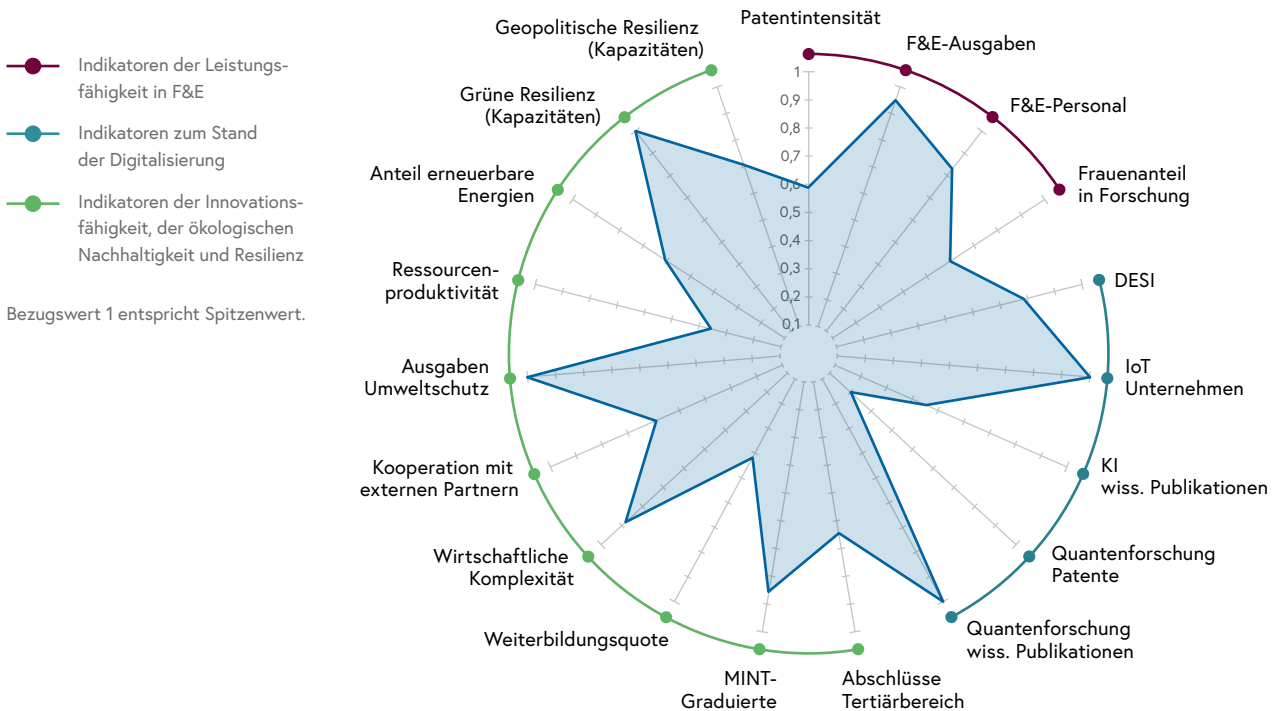 Indikatoren der Leistungs-
fähigkeit in F&E
Indikatoren zum Stand
der Digitalisierung
Indikatoren der Innovations-
fähigkeit, der ökologischen
Nachhaltigkeit und Resilienz
Bezugswert 1 entspricht Spitzenwert.
Patentintensität
F&E-Ausgaben
F&E-Personal
Frauenanteil
in Forschung
DESI
IoT
Unternehmen
KI
wiss. Publikationen
Quantenforschung
Patente
Quantenforschung
wiss. Publikationen
Abschlüsse
Tertiärbereich
MINT-
Graduierte
Weiterbildungsquote
Wirtschaftliche
Komplexität
Kooperation mit
externen Partnern
Ausgaben
Umweltschutz
Ressourcen-
produktivität
Anteil erneuerbare
Energien
Grüne Resilienz
(Kapazitäten)
Geopolitische Resilienz
(Kapazitäten)
1
0,9
0,8
0,7
0,6
0,5
0,4
0,3
0,2
0,1